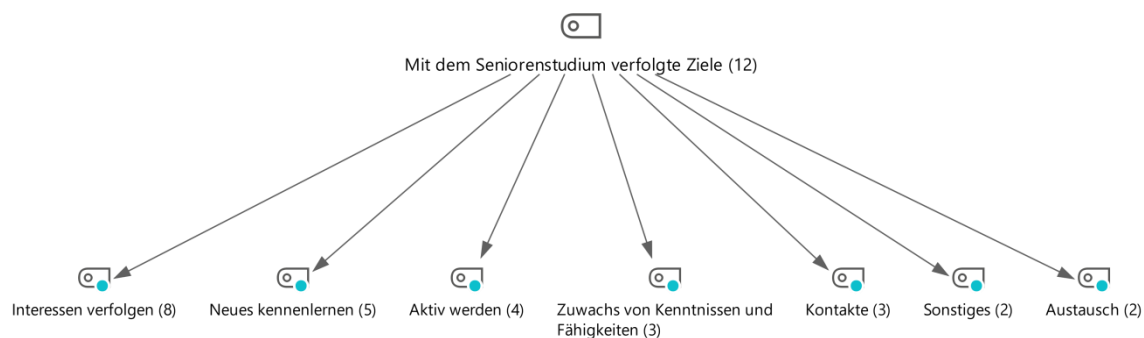 Mit dem Seniorenstudium verfolgte Ziele (12)
Interessen verfolgen (8)
Neues kennenlernen (5)
Aktiv werden (4)
Zuwachs von Kenntnissen und
Fähigkeiten (3)
Kontakte (3)
Sonstiges (2)
Austausch (2)